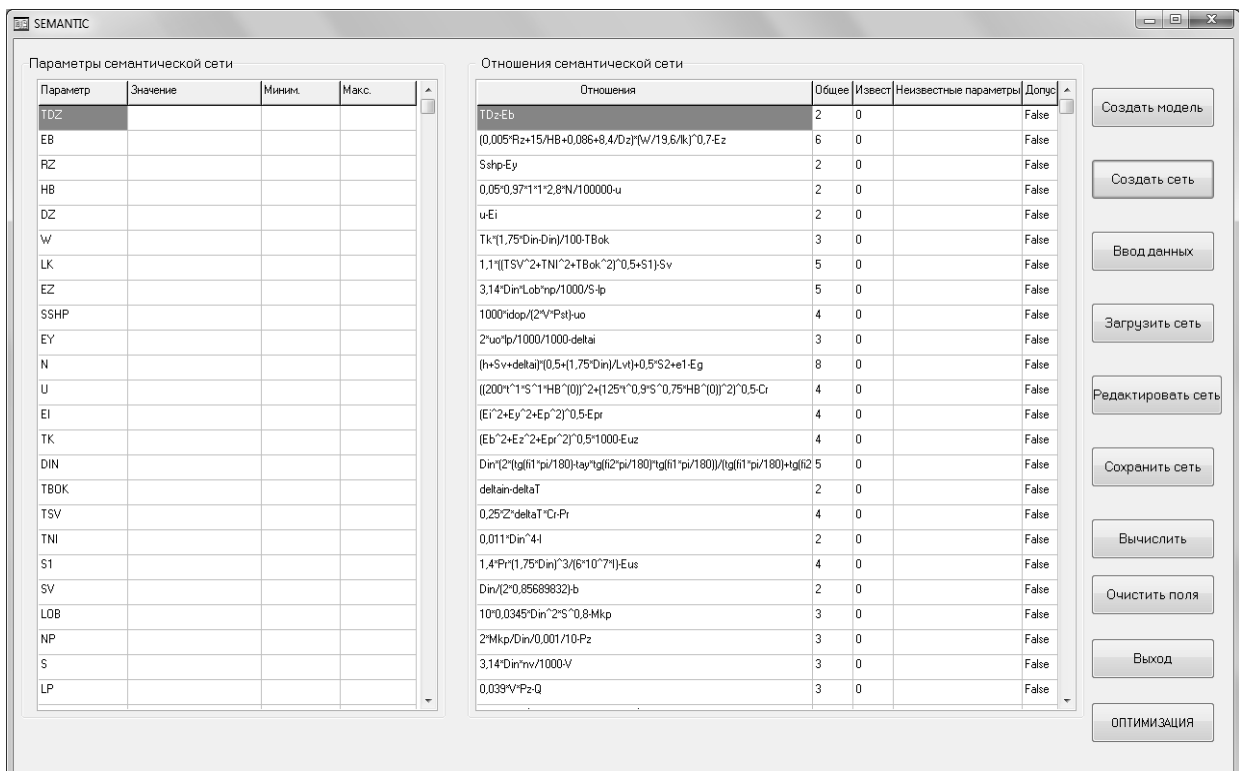 SEMANTIC
Параметры семантической сети
Параметр Значение Миним. Макс.
TDZ
EB
RZ
HB
DZ
W
LK
EZ
SSHP
EY
N
U
EI
TK
DIN
TBOK
TSV
TNI
S1
SV
LOB
NP
S
LP
Отношения семантической сети
Отношения Общее Извест Неизвестные параметры Допус
TDz-Eb 2 0 False
(0,005*Rz+15/HB+0,086+8,4/Dz)*(W/19,6/lk)^0,7-Ez 6 0 False
Sshp-Ey 2 0 False
0,05*0,97*1*1*2,8*N/100000-u 2 0 False
u-Ei 2 0 False
Tk*(1,75*Din-Din)/100-TBok 3 0 False
1,1*((TSV^2+TNI^2+TBok^2)^0,5+S1)-Sv 5 0 False
3,14*Din*Lob*np/1000/S-lp 5 0 False
1000*idop/(2*V*Pst)-uo 4 0 False
2*uo*lp/1000/1000-deltai 3 0 False
(h+Sv+deltai)*(0,5+(1,75*Din)/Lvt)+0,5*S2+e1-Eg 8 0 False
((200*t^1*S^1*HB^(0))^2+(125*t^0,9*S^0,75*HB^(0))^2)^0,5-Cr 4 0 False
(Ei^2+Ey^2+Ep^2)^0,5-Epr 4 0 False
(Eb^2+Ez^2+Epr^2)^0,5*1000-Euz 4 0 False
Din*(2*(tg(fi1*pi/180)-tay*tg(fi2*pi/180)*tg(fi1*pi/180))/(tg(fi1*pi/180)+tg(fi2 5 0 False
deltain-deltaT 2 0 False
0,25*Z*deltaT*Cr-Pr 4 0 False
0,011*Din^4-I 2 0 False
1,4*Pr*(1,75*Din)^3/(6*10^7*I)-Eus 4 0 False
Din/(2*0,85689832)-b 2 0 False
10*0,0345*Din^2*S^0,8-Mkp 3 0 False
2*Mkp/Din/0,001/10-Pz 3 0 False
3,14*Din*nv/1000-V 3 0 False
0,039*V*Pz-Q 3 0 False
Создать модель
Создать сеть
Ввод данных
Загрузить сеть
Редактировать сеть
Сохранить сеть
Вычислить
Очистить поля
Выход
ОПТИМИЗАЦИЯ